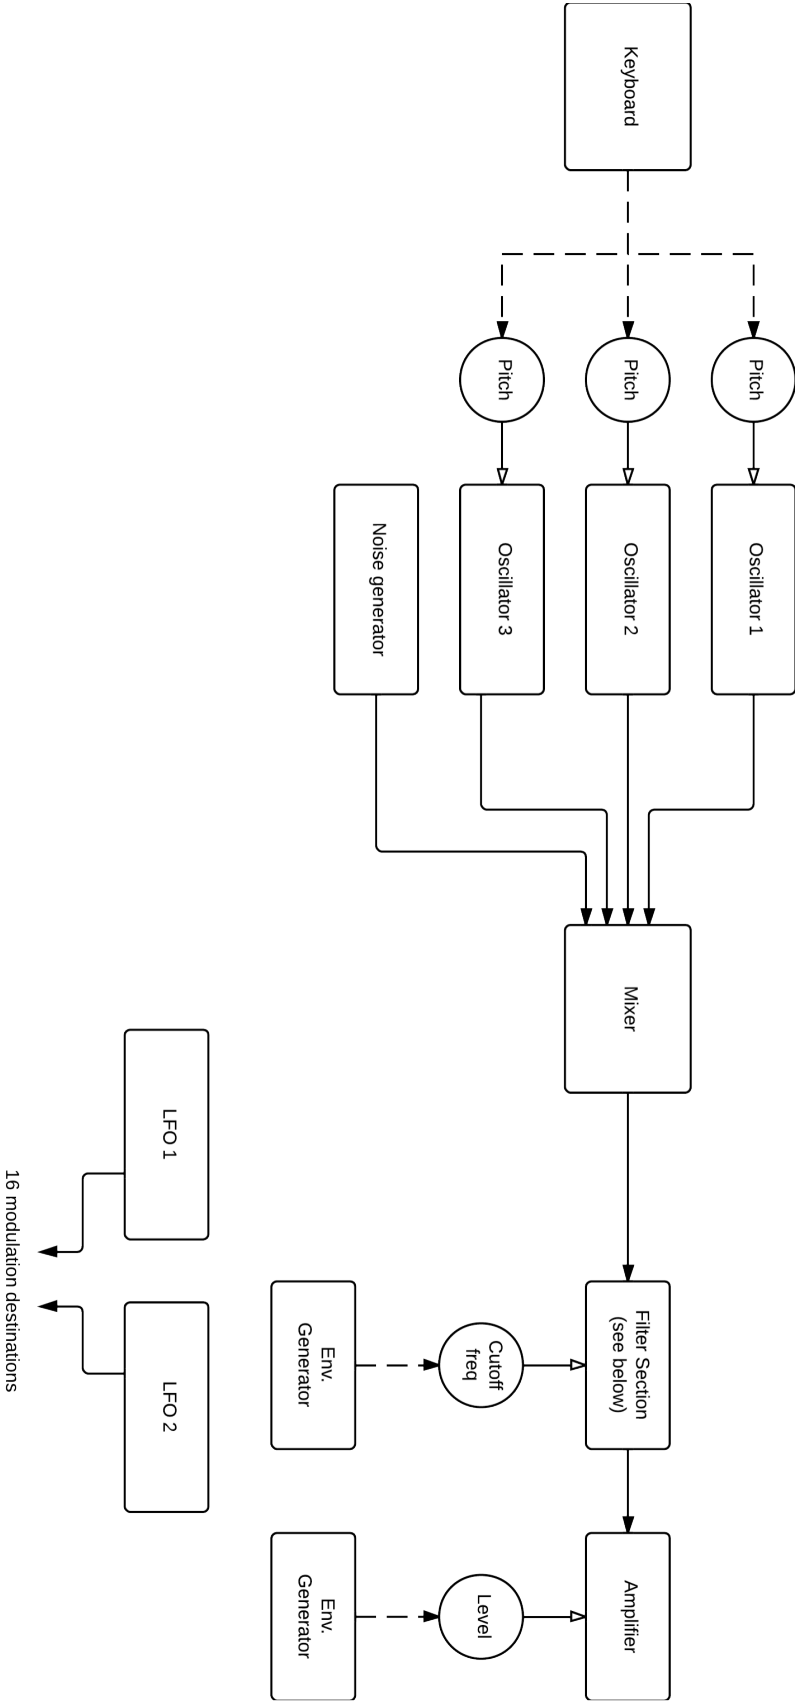 Keyboard
Pitch
Pitch
Pitch
Oscillator 1
Oscillator 2
Oscillator 3
Noise generator
Mixer
Filter Section
(see below)
Amplifier
Cutoff
freq
Level
Env.
Generator
Env.
Generator
LFO 1
LFO 2
16 modulation destinations